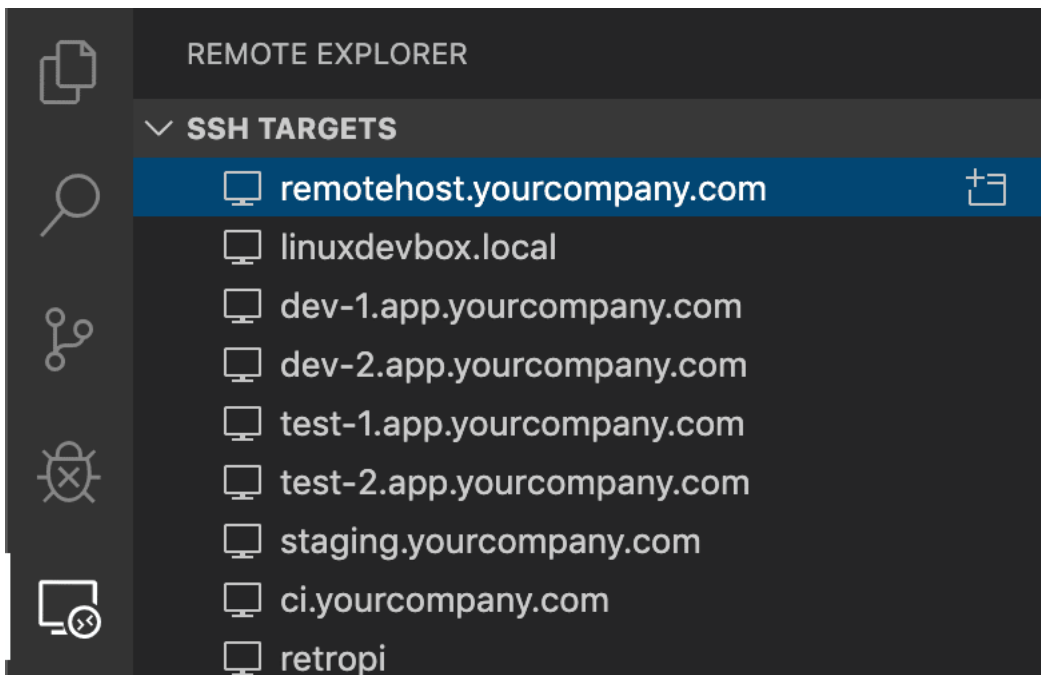 REMOTE EXPLORER
SSH TARGETS
remotehost.yourcompany.com
linuxdevbox.local
dev-1.app.yourcompany.com
dev-2.app.yourcompany.com
test-1.app.yourcompany.com
test-2.app.yourcompany.com
staging.yourcompany.com
ci.yourcompany.com
retropi